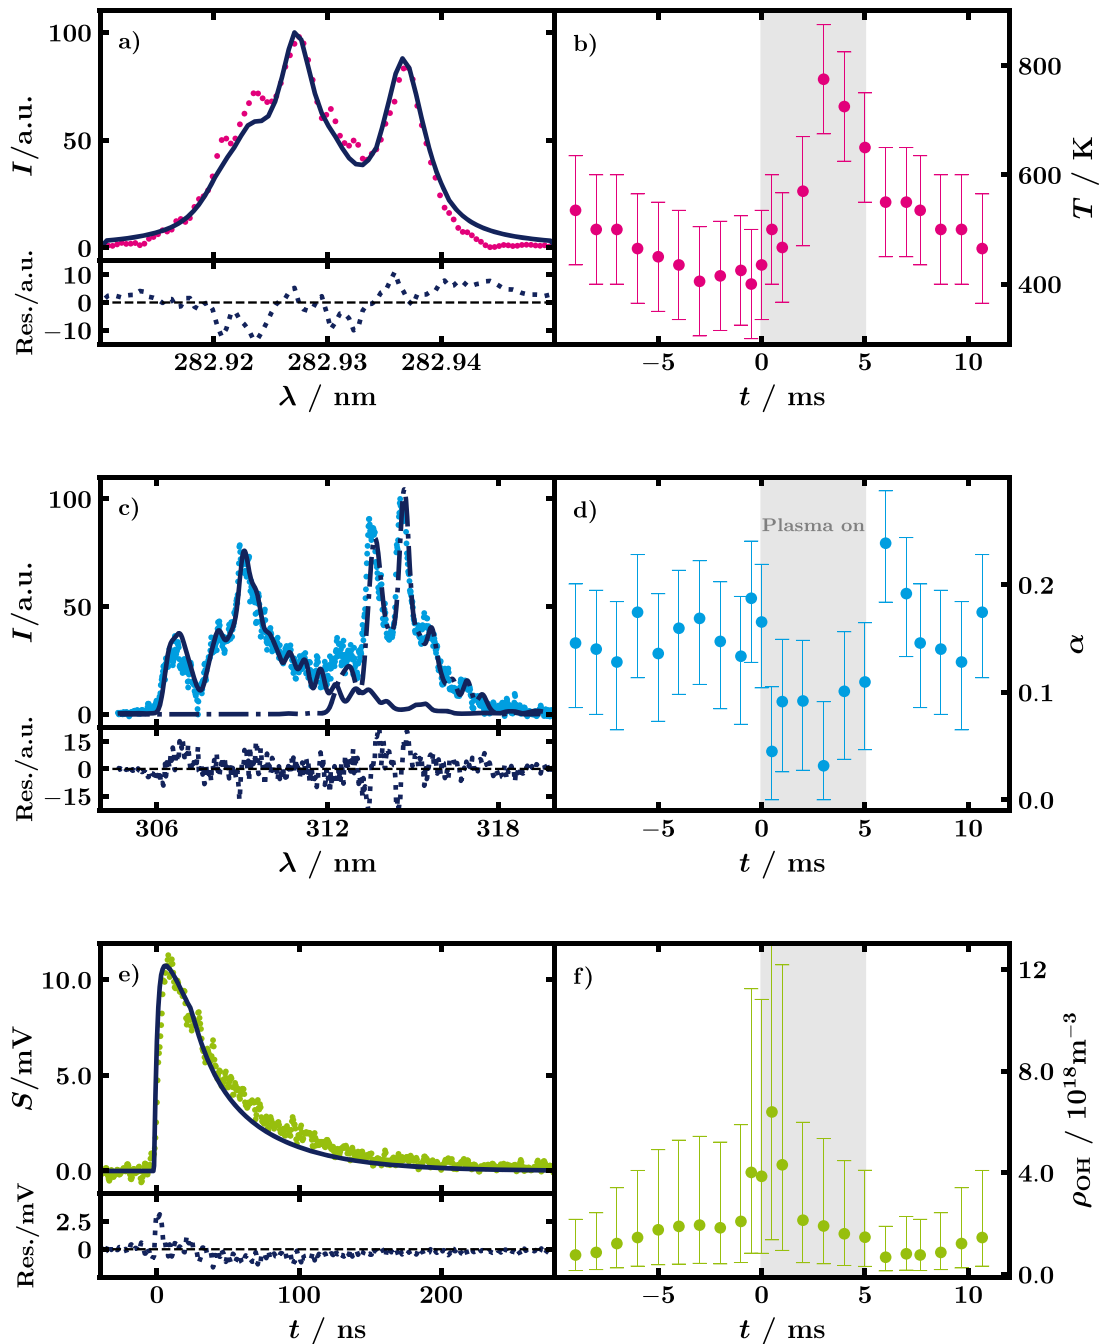 a)
I/a.u.
100
50
0
Res./a.u.
10
0
−10
282.92 282.93 282.94
λ / nm
b)
800
600
400
T / K
−5 0 5 10
t / ms
c)
I/a.u.
100
50
0
Res./a.u.
15
0
−15
306 312 318
λ / nm
d)
Plasma on
0.2
0.1
0.0
α
−5 0 5 10
t / ms
e)
S/mV
10.0
5.0
0.0
Res./mV
2.5
0
0 100 200
t / ns
f)
12
8.0
4.0
0.0
ρOH / 10¹⁸m⁻³
−5 0 5 10
t / ms